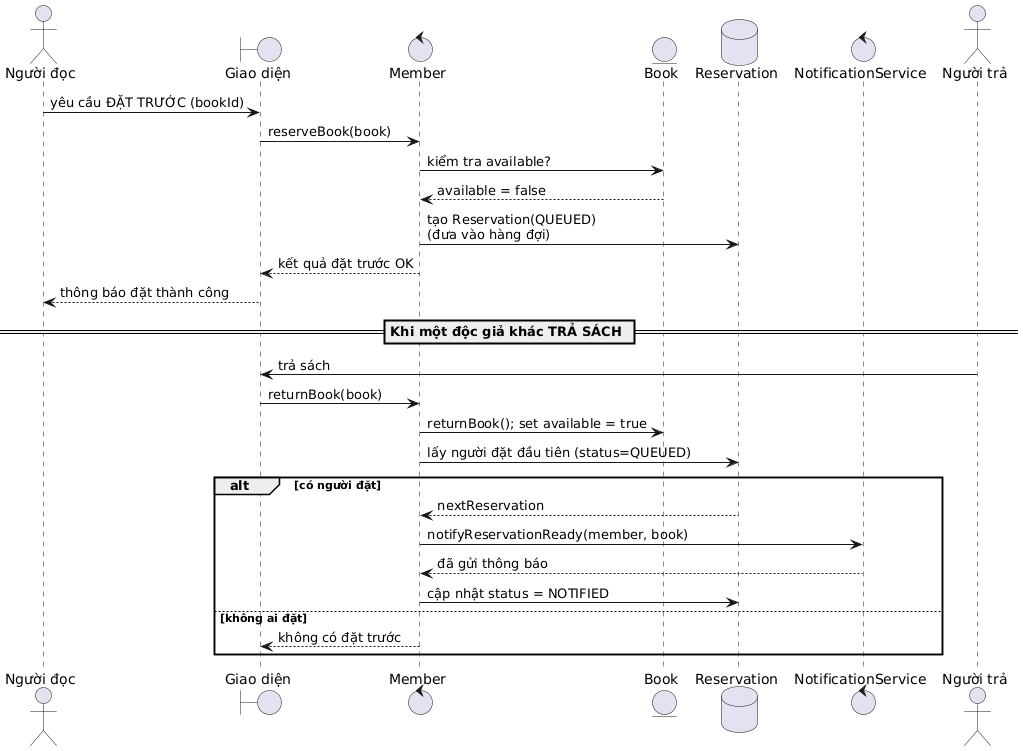 Người đọc
Giao diện
Member
Book
Reservation
NotificationService
Người trả
yêu cầu ĐẶT TRƯỚC (bookId)
reserveBook(book)
kiểm tra available?
available = false
tạo Reservation(QUEUED)
(đưa vào hàng đợi)
kết quả đặt trước OK
thông báo đặt thành công
Khi một độc giả khác TRẢ SÁCH
trả sách
returnBook(book)
returnBook(); set available = true
lấy người đặt đầu tiên (status=QUEUED)
alt
[có người đặt]
nextReservation
notifyReservationReady(member, book)
đã gửi thông báo
cập nhật status = NOTIFIED
[không ai đặt]
không có đặt trước
Người đọc
Giao diện
Member
Book
Reservation
NotificationService
Người trả